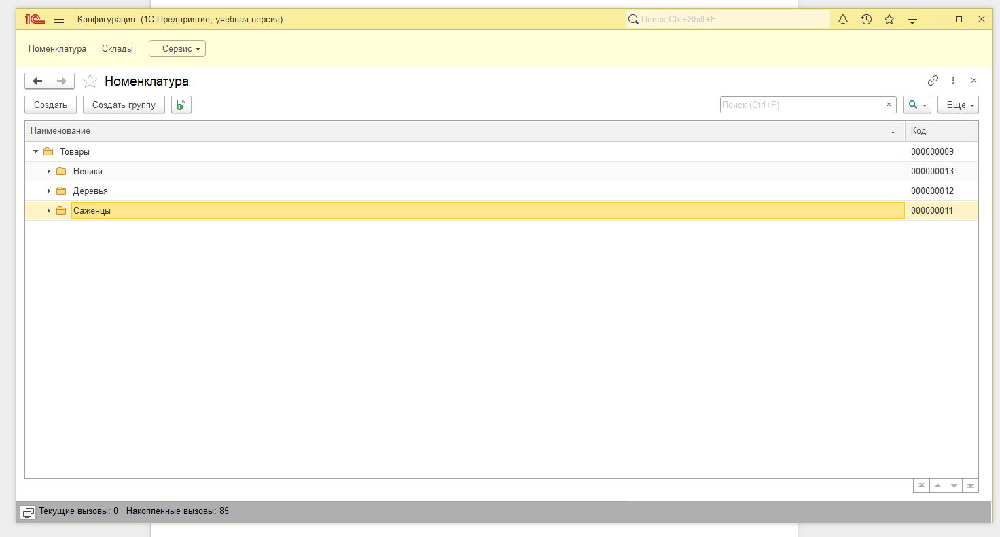 1С Конфигурация (1С:Предприятие, учебная версия) Поиск Ctrl+Shift+F
Номенклатура Склады Сервис
Номенклатура
Создать Создать группу Поиск (Ctrl+F) × Еще
Наименование ↓ Код
Товары 000000009
Веники 000000013
Деревья 000000012
Саженцы 000000011
Текущие вызовы: 0 Накопленные вызовы: 85